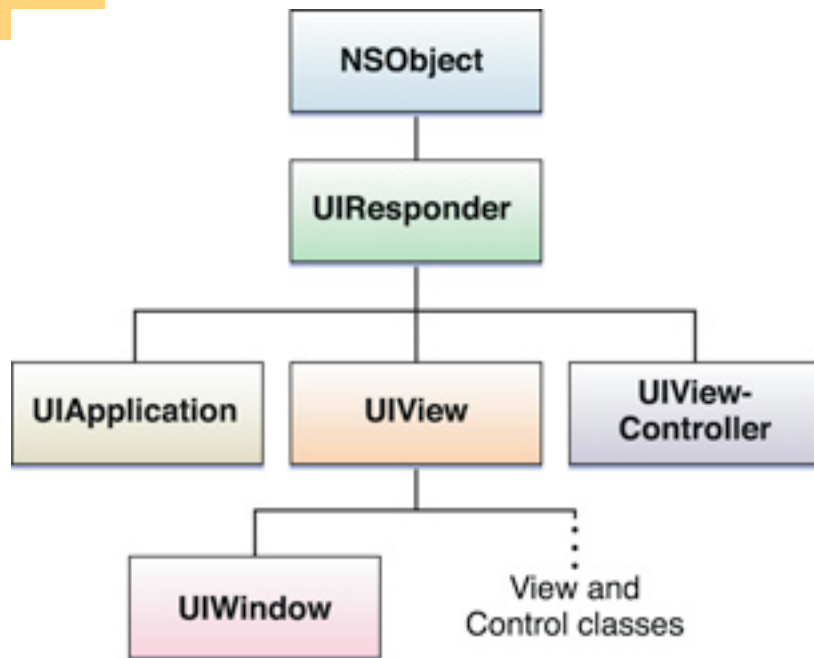 NSObject
UIResponder
UIApplication
UIView
UIView-
Controller
UIWindow
View and
Control classes